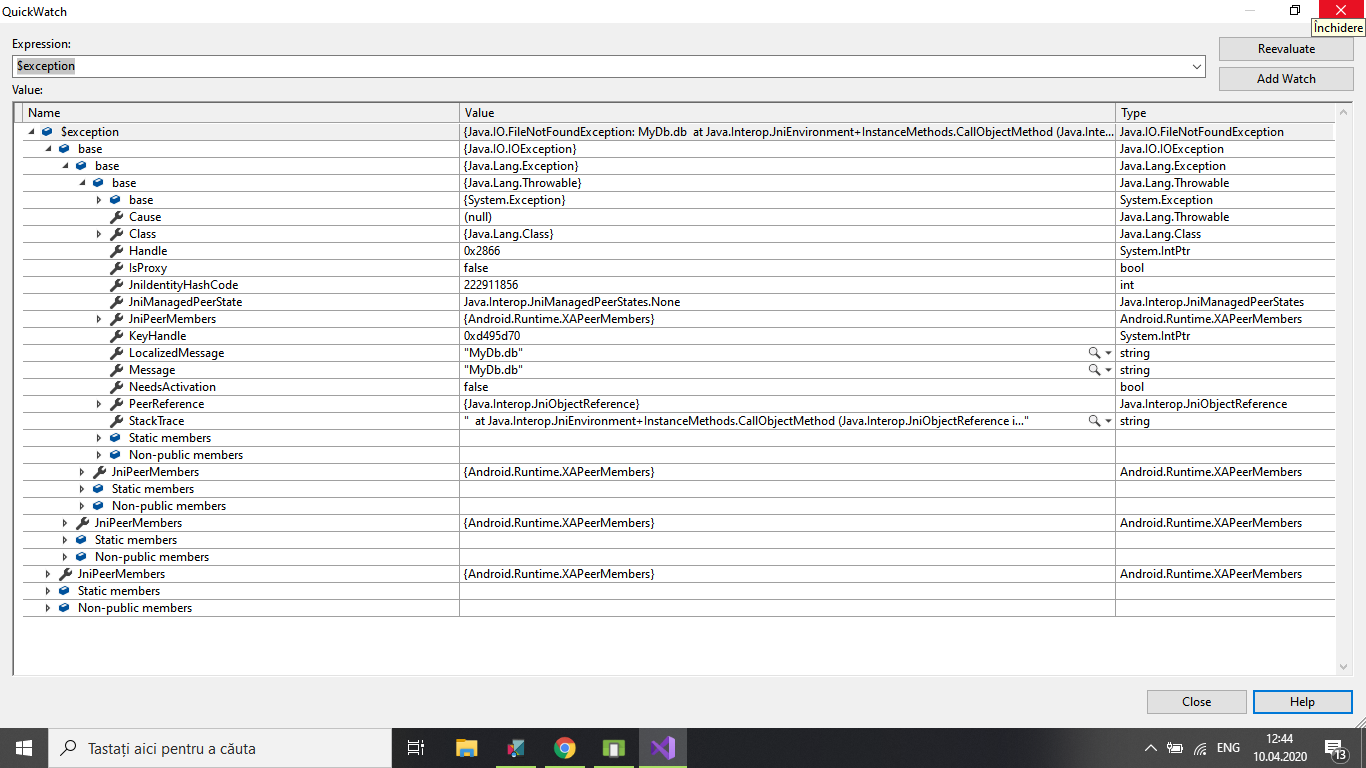 QuickWatch
Închidere
Expression:
$exception
Reevaluate
Add Watch
Value:
Name Value Type
$exception {Java.IO.FileNotFoundException: MyDb.db at Java.Interop.JniEnvironment+InstanceMethods.CallObjectMethod (Java.Inte... Java.IO.FileNotFoundException
base {Java.IO.IOException} Java.IO.IOException
base {Java.Lang.Exception} Java.Lang.Exception
base {Java.Lang.Throwable} Java.Lang.Throwable
base {System.Exception} System.Exception
Cause (null) Java.Lang.Throwable
Class {Java.Lang.Class} Java.Lang.Class
Handle 0x2866 System.IntPtr
IsProxy false bool
JniIdentityHashCode 222911856 int
JniManagedPeerState Java.Interop.JniManagedPeerStates.None Java.Interop.JniManagedPeerStates
JniPeerMembers {Android.Runtime.XAPeerMembers} Android.Runtime.XAPeerMembers
KeyHandle 0xd495d70 System.IntPtr
LocalizedMessage "MyDb.db" string
Message "MyDb.db" string
NeedsActivation false bool
PeerReference {Java.Interop.JniObjectReference} Java.Interop.JniObjectReference
StackTrace " at Java.Interop.JniEnvironment+InstanceMethods.CallObjectMethod (Java.Interop.JniObjectReference i..." string
Static members
Non-public members
JniPeerMembers {Android.Runtime.XAPeerMembers} Android.Runtime.XAPeerMembers
Static members
Non-public members
JniPeerMembers {Android.Runtime.XAPeerMembers} Android.Runtime.XAPeerMembers
Static members
Non-public members
JniPeerMembers {Android.Runtime.XAPeerMembers} Android.Runtime.XAPeerMembers
Static members
Non-public members
Close
Help
Tastați aici pentru a căuta
ENG
12:44
10.04.2020
13